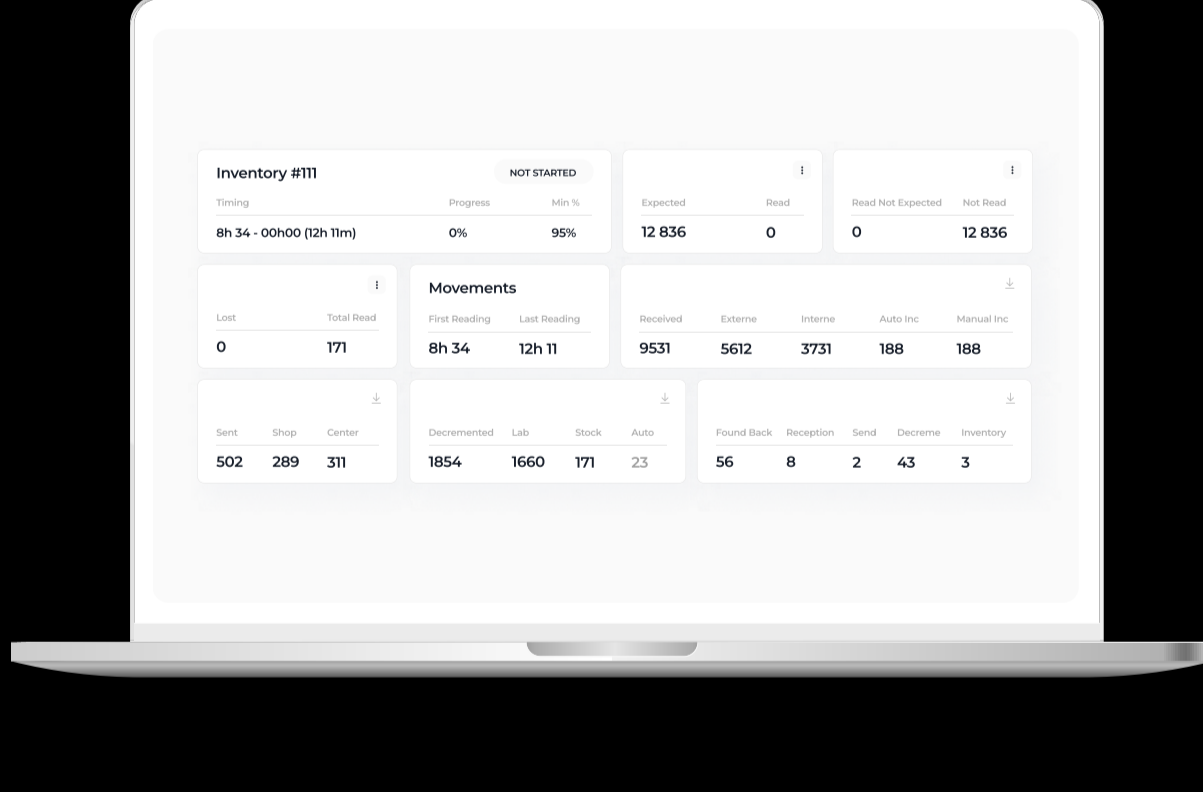 Inventory #111
NOT STARTED
Timing Progress Min %
8h 34 - 00h00 (12h 11m) 0% 95%
Expected Read
12 836 0
Read Not Expected Not Read
0 12 836
Lost Total Read
0 171
Movements
First Reading Last Reading
8h 34 12h 11
Received Externe Interne Auto Inc Manual Inc
9531 5612 3731 188 188
Sent Shop Center
502 289 311
Decremented Lab Stock Auto
1854 1660 171 23
Found Back Reception Send Decreme Inventory
56 8 2 43 3